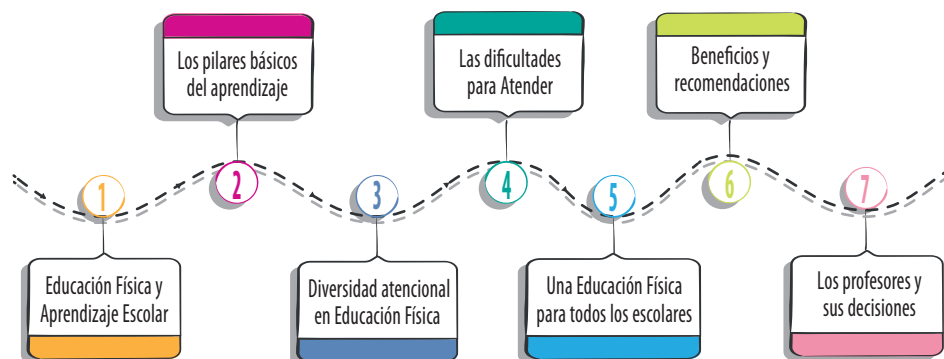 1
Educación Física y
Aprendizaje Escolar
2
Los pilares básicos
del aprendizaje
3
Diversidad atencional
en Educación Física
4
Las dificultades
para Atender
5
Una Educación Física
para todos los escolares
6
Beneficios y
recomendaciones
7
Los profesores y
sus decisiones